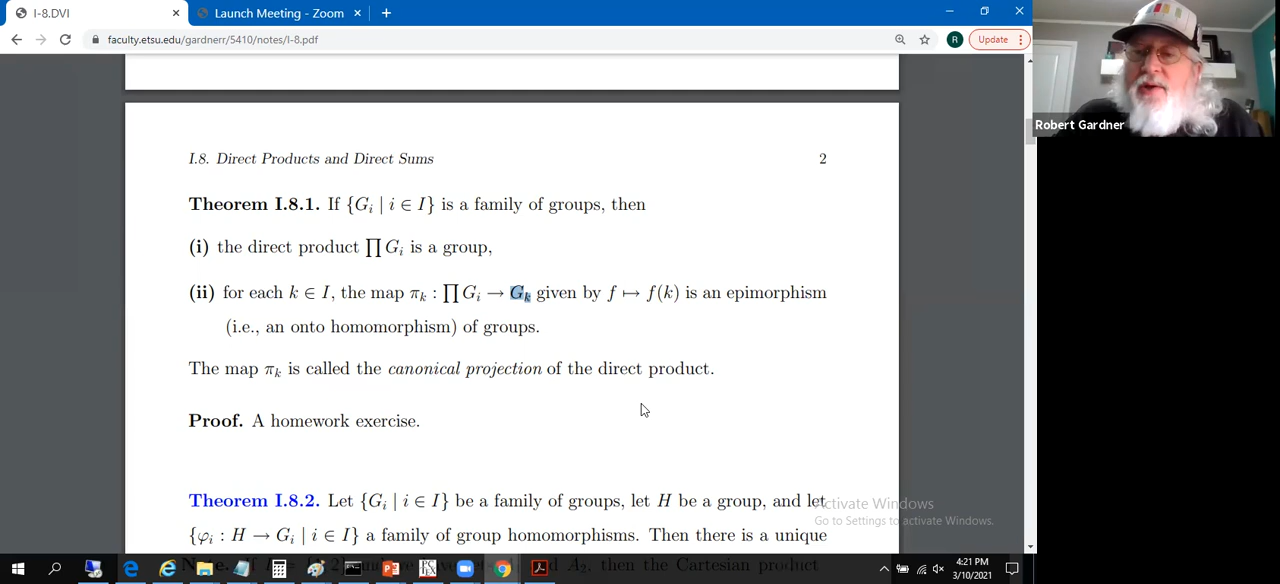 I-8.DVI
Launch Meeting - Zoom
faculty.etsu.edu/gardnerr/5410/notes/I-8.pdf
R
Update
Robert Gardner
I.8. Direct Products and Direct Sums 2
Theorem I.8.1. If {G_i | i ∈ I} is a family of groups, then
(i) the direct product ∏ G_i is a group,
(ii) for each k ∈ I, the map π_k : ∏ G_i → G_k given by f ↦ f(k) is an epimorphism
(i.e., an onto homomorphism) of groups.
The map π_k is called the canonical projection of the direct product.
Proof. A homework exercise.
Theorem I.8.2. Let {G_i | i ∈ I} be a family of groups, let H be a group, and let
Activate Windows
Go to Settings to activate Windows.
{φ_i : H → G_i | i ∈ I} a family of group homomorphisms. Then there is a unique
then the Cartesian product
4:21 PM
3/10/2021